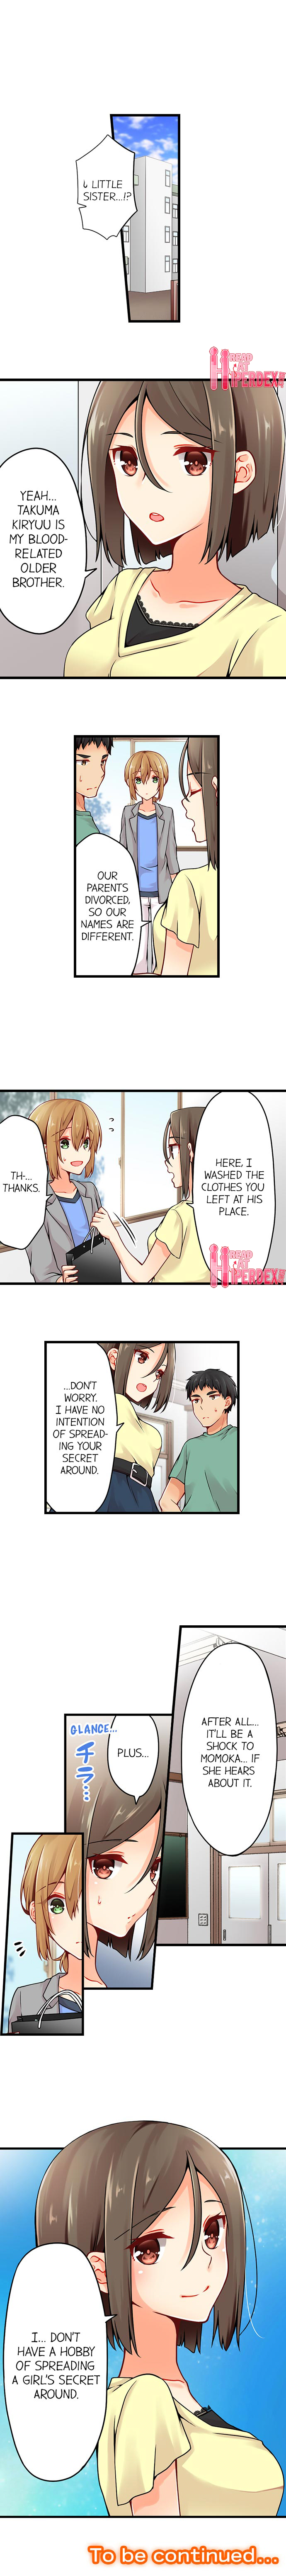 LITTLE
SISTER...!?
READ
AT
HIPERDEX
YEAH...
TAKUMA
KIRYUU IS
MY BLOOD-
RELATED
OLDER
BROTHER.
OUR
PARENTS
DIVORCED,
SO OUR
NAMES ARE
DIFFERENT.
HERE, I
WASHED THE
CLOTHES YOU
LEFT AT HIS
PLACE.
TH-...
THANKS.
READ
AT
HIPERDEX
...DON'T
WORRY.
I HAVE NO
INTENTION
OF SPREAD-
ING YOUR
SECRET
AROUND.
AFTER ALL...
IT'LL BE A
SHOCK TO
MOMOKA... IF
SHE HEARS
ABOUT IT.
PLUS...
GLANCE...
チラ…
I... DON'T
HAVE A HOBBY
OF SPREADING
A GIRL'S SECRET
AROUND.
To be continued...